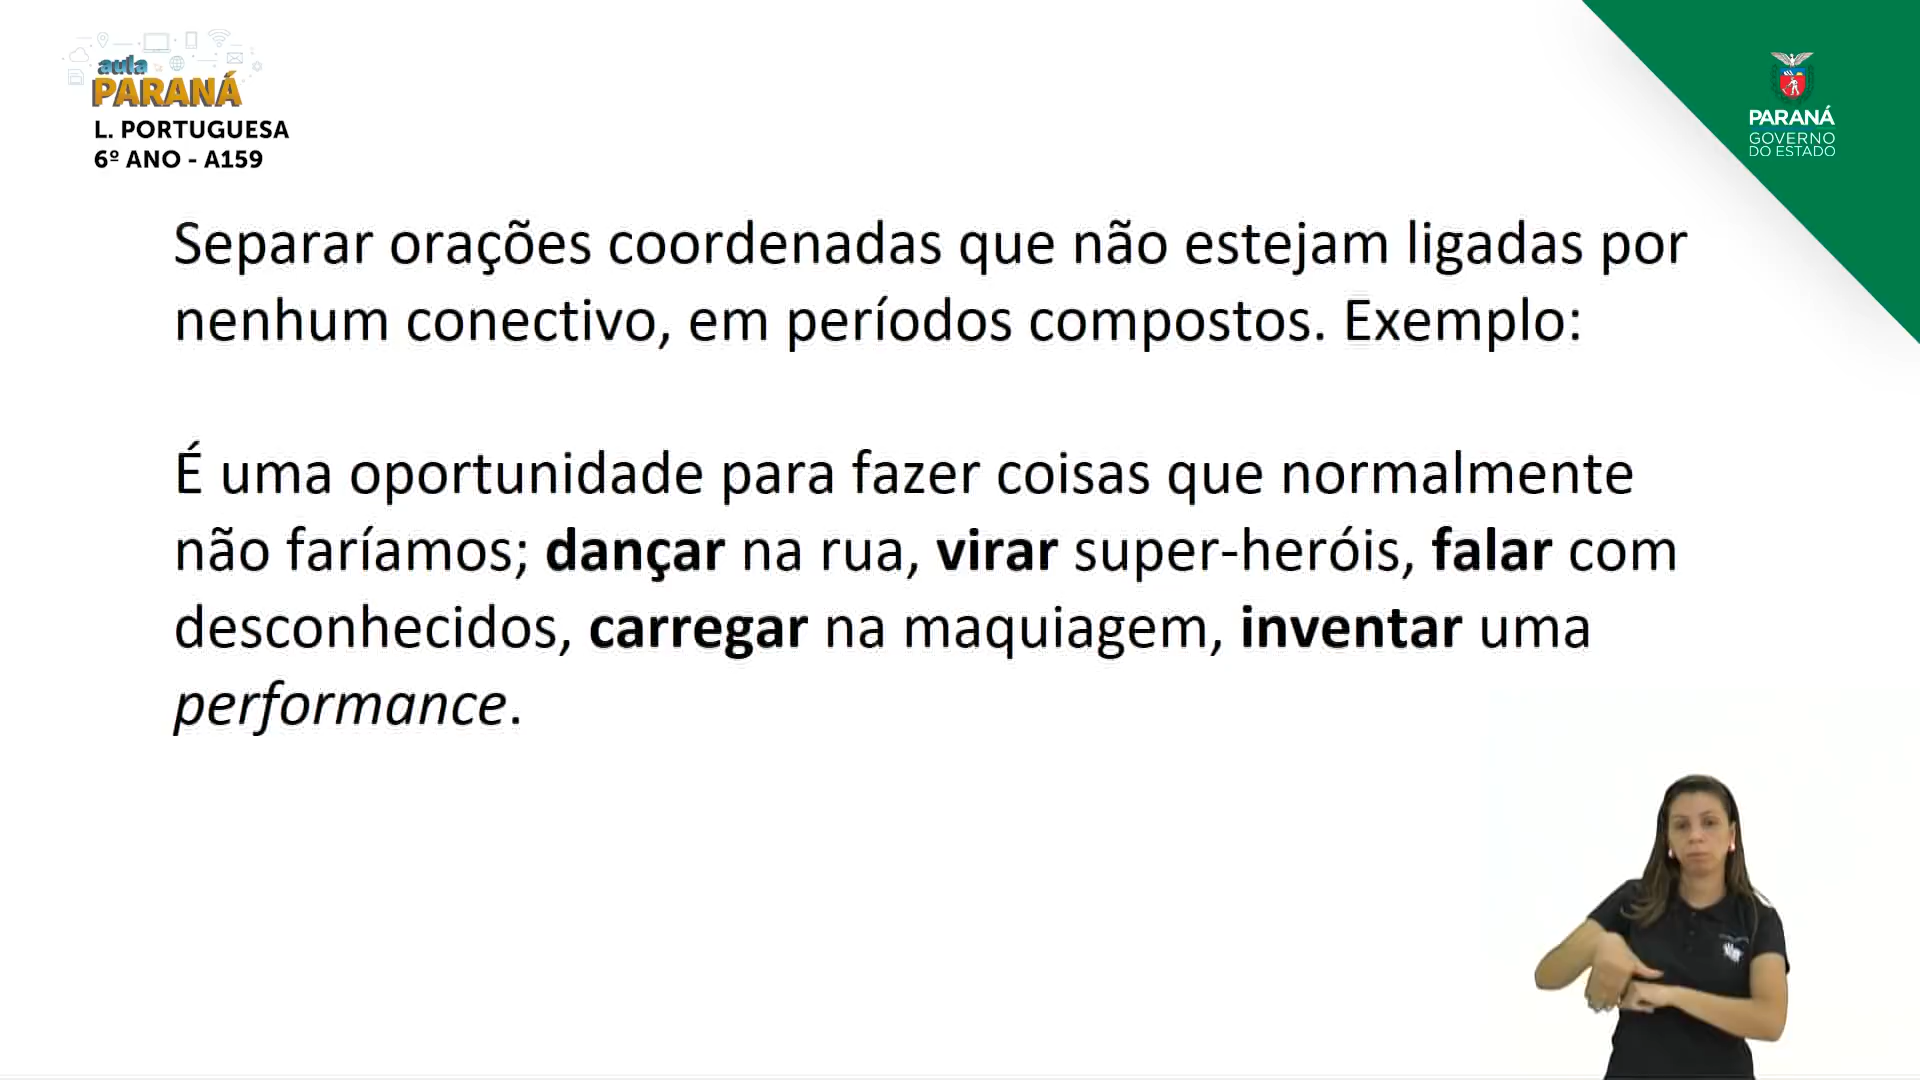 aula
PARANÁ
L. PORTUGUESA
6º ANO - A159
PARANÁ
GOVERNO
DO ESTADO
Separar orações coordenadas que não estejam ligadas por
nenhum conectivo, em períodos compostos. Exemplo:
É uma oportunidade para fazer coisas que normalmente
não faríamos; dançar na rua, virar super-heróis, falar com
desconhecidos, carregar na maquiagem, inventar uma
performance.